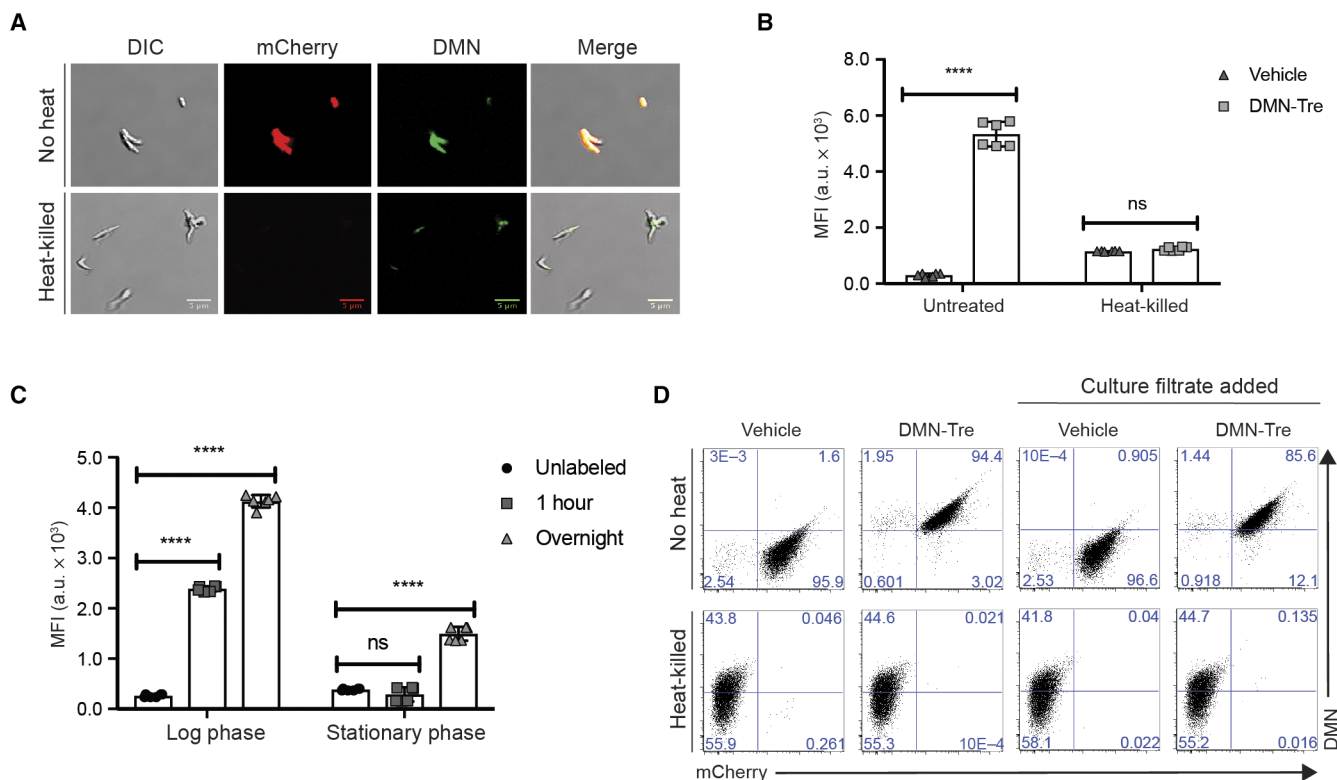 A
DIC mCherry DMN Merge
No heat
Heat-killed
5 μm 5 μm 5 μm 5 μm
B
8.0
6.0
4.0
2.0
0.0
MFI (a.u. × 10³)
****
ns
Untreated Heat-killed
Vehicle
DMN-Tre
C
5.0
4.0
3.0
2.0
1.0
0.0
MFI (a.u. × 10³)
****
****
****
ns
Log phase Stationary phase
Unlabeled
1 hour
Overnight
D
Culture filtrate added
Vehicle DMN-Tre Vehicle DMN-Tre
No heat
3E–3 1.6 1.95 94.4 10E–4 0.905 1.44 85.6
2.54 95.9 0.601 3.02 2.53 96.6 0.918 12.1
Heat-killed
43.8 0.046 44.6 0.021 41.8 0.04 44.7 0.135
55.9 0.261 55.3 10E–4 58.1 0.022 55.2 0.016
mCherry
DMN